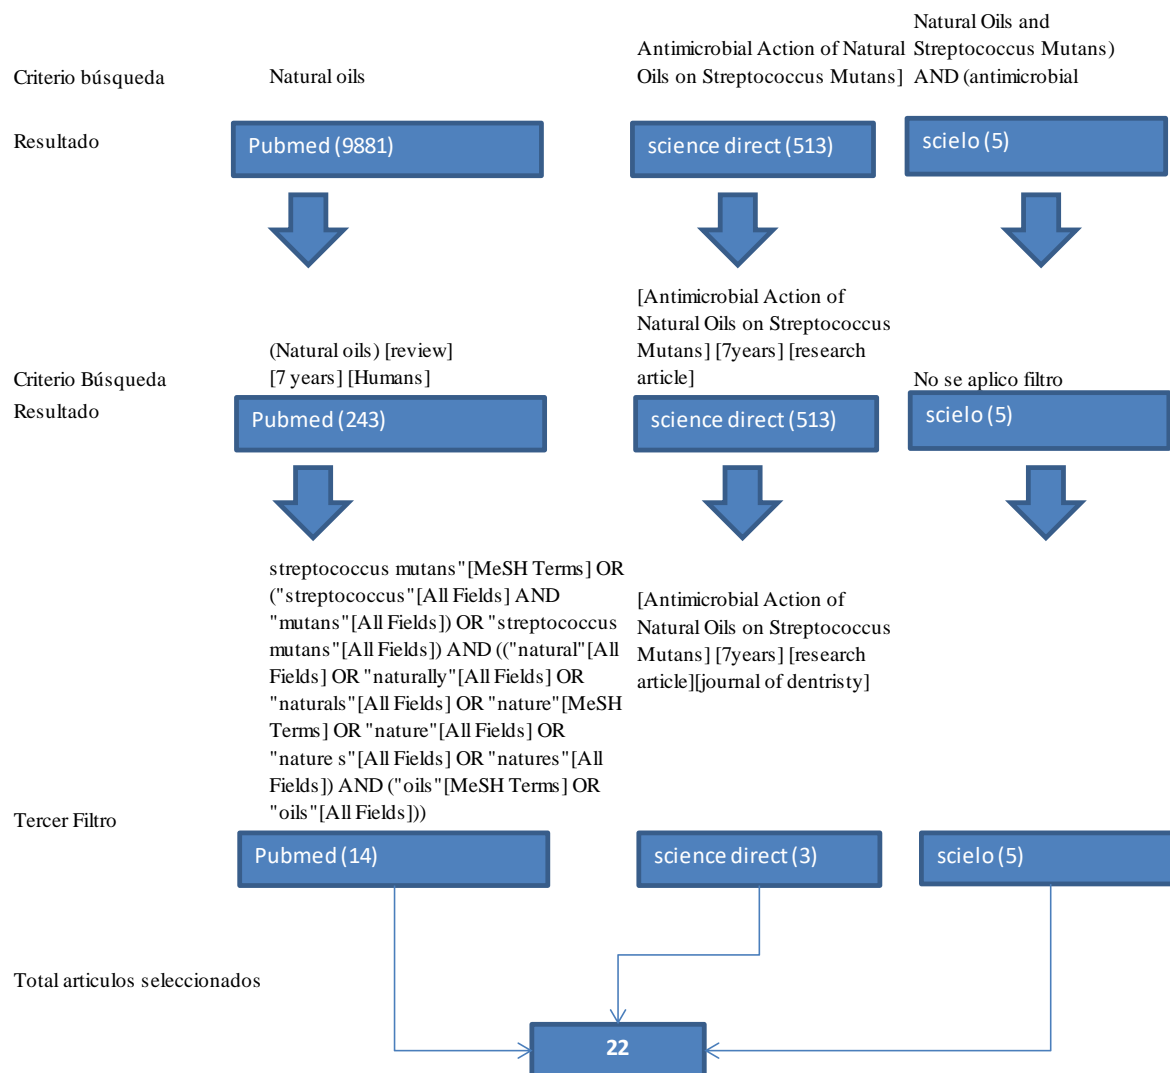 Criterio búsqueda
Natural oils
Antimicrobial Action of Natural
Oils on Streptococcus Mutans]
Natural Oils and
Streptococcus Mutans)
AND (antimicrobial
Resultado
Pubmed (9881)
science direct (513)
scielo (5)
Criterio Búsqueda
(Natural oils) [review]
[7 years] [Humans]
[Antimicrobial Action of
Natural Oils on Streptococcus
Mutans] [7years] [research
article]
No se aplico filtro
Resultado
Pubmed (243)
science direct (513)
scielo (5)
streptococcus mutans"[MeSH Terms] OR
("streptococcus"[All Fields] AND
"mutans"[All Fields]) OR "streptococcus
mutans"[All Fields]) AND (("natural"[All
Fields] OR "naturally"[All Fields] OR
"naturals"[All Fields] OR "nature"[MeSH
Terms] OR "nature"[All Fields] OR
"nature s"[All Fields] OR "natures"[All
Fields]) AND ("oils"[MeSH Terms] OR
"oils"[All Fields]))
[Antimicrobial Action of
Natural Oils on Streptococcus
Mutans] [7years] [research
article][journal of dentristy]
Tercer Filtro
Pubmed (14)
science direct (3)
scielo (5)
Total articulos seleccionados
22